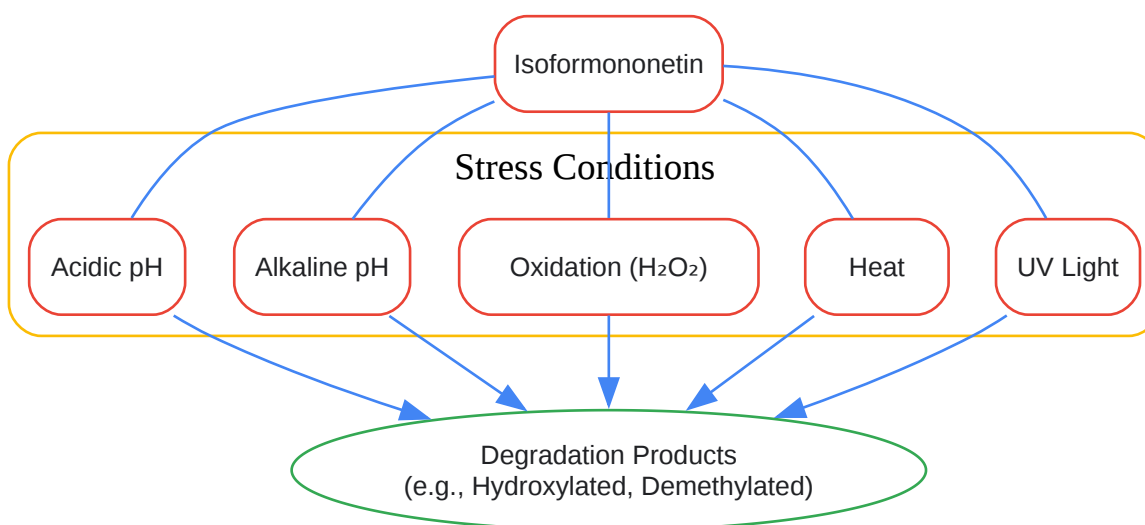 Isoformononetin
Stress Conditions
Acidic pH
Alkaline pH
Oxidation (H₂O₂)
Heat
UV Light
Degradation Products
(e.g., Hydroxylated, Demethylated)